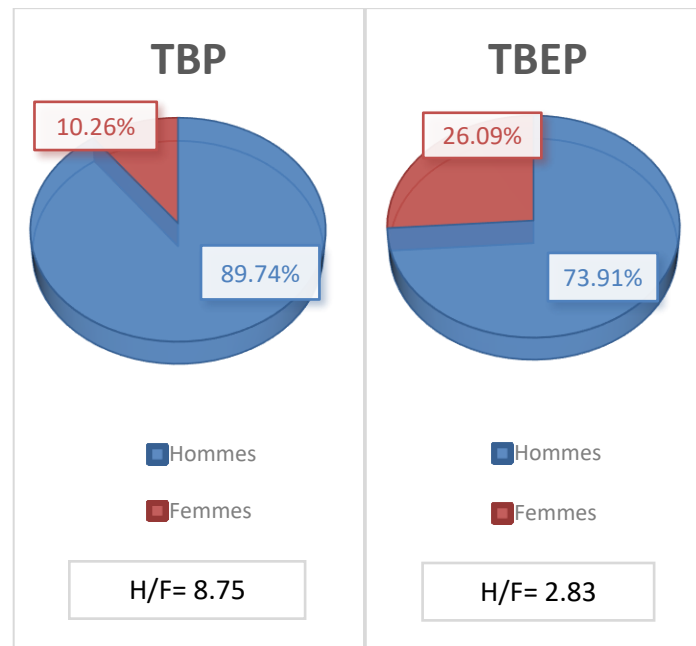 TBP
10.26%
89.74%
Hommes
Femmes
H/F= 8.75
TBEP
26.09%
73.91%
Hommes
Femmes
H/F= 2.83